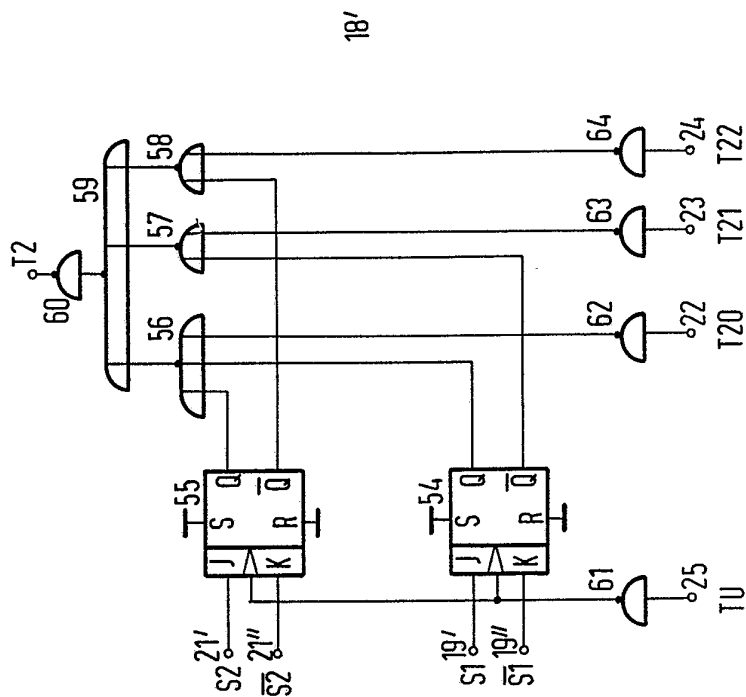 18'
T2
60
59
56
57
58
55
S
J
Q
K
Q̅
R
21'
S2
21"
S̅2̅
54
S
J
Q
K
Q̅
R
19'
S1
19"
S̅1̅
61
62
63
64
25
22
23
24
TU
T20
T21
T22